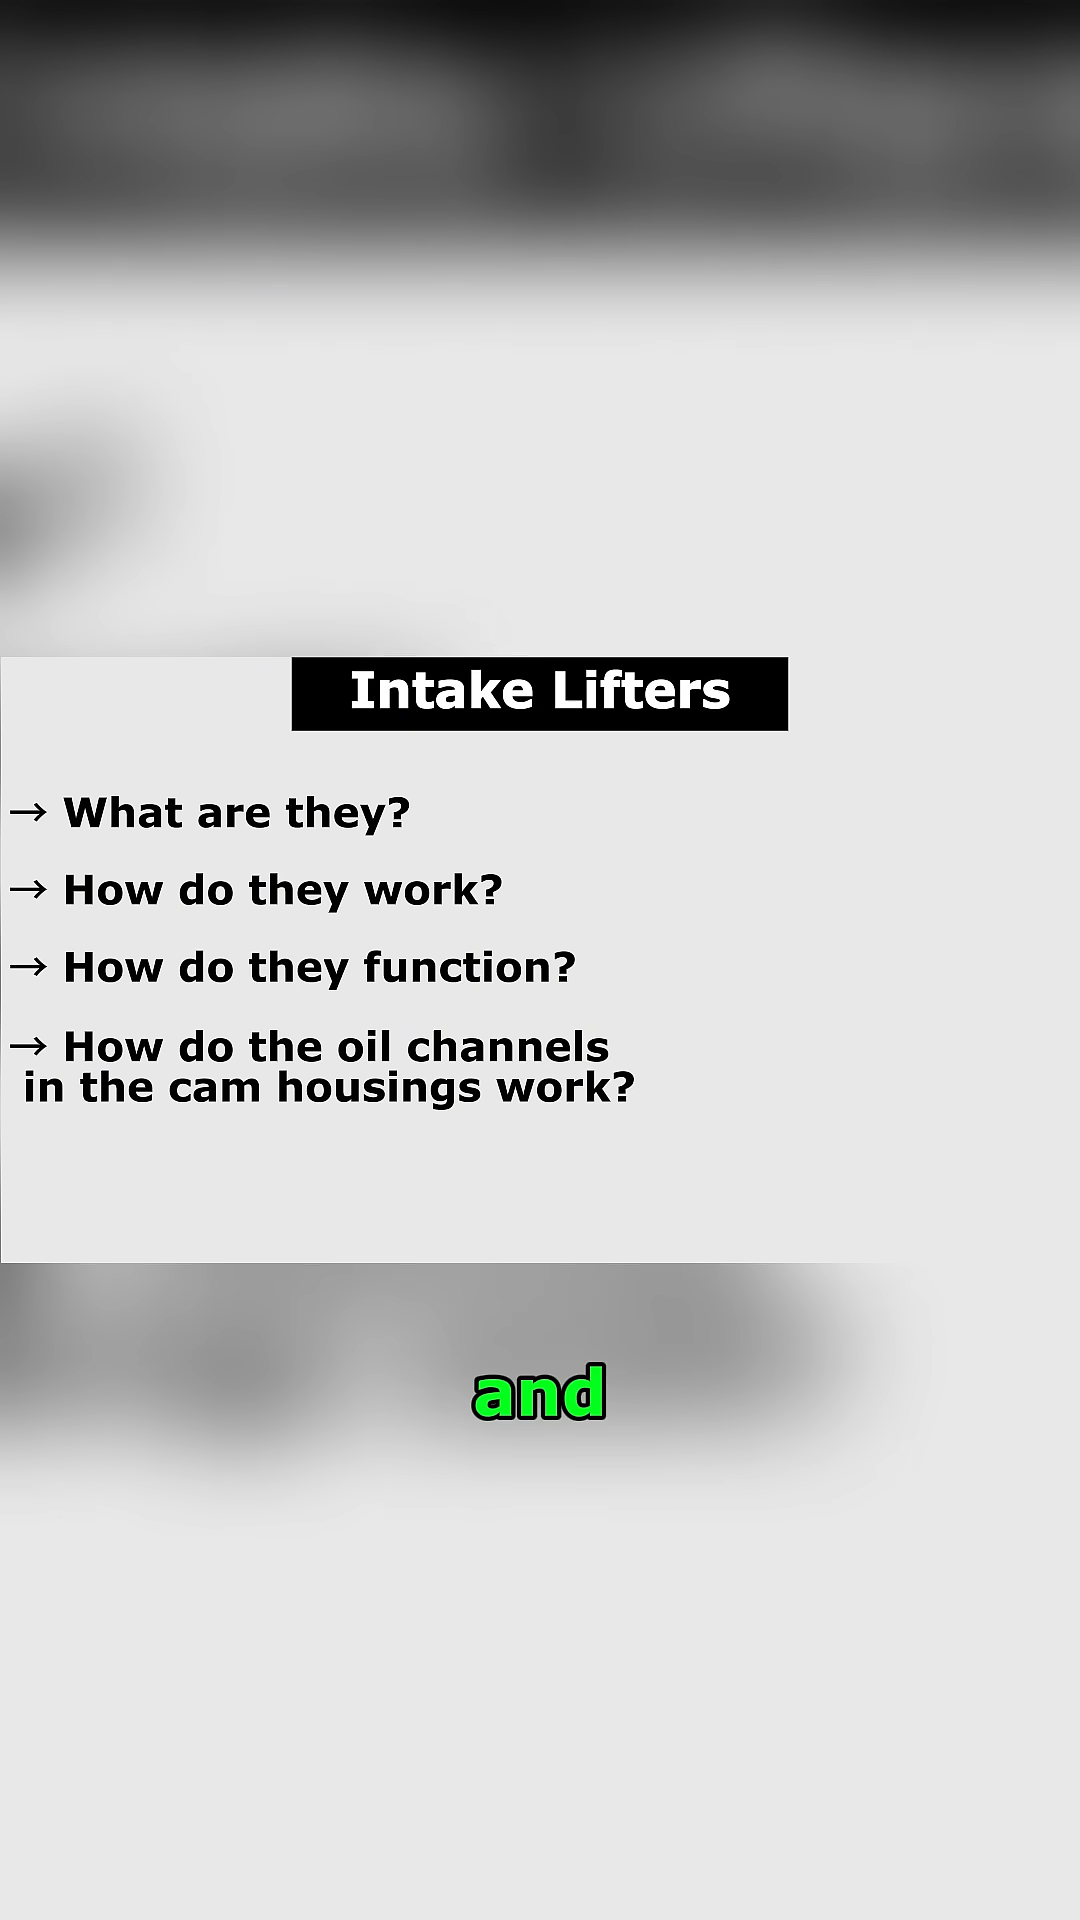 Intake Lifters
→ What are they?
→ How do they work?
→ How do they function?
→ How do the oil channels
in the cam housings work?
and